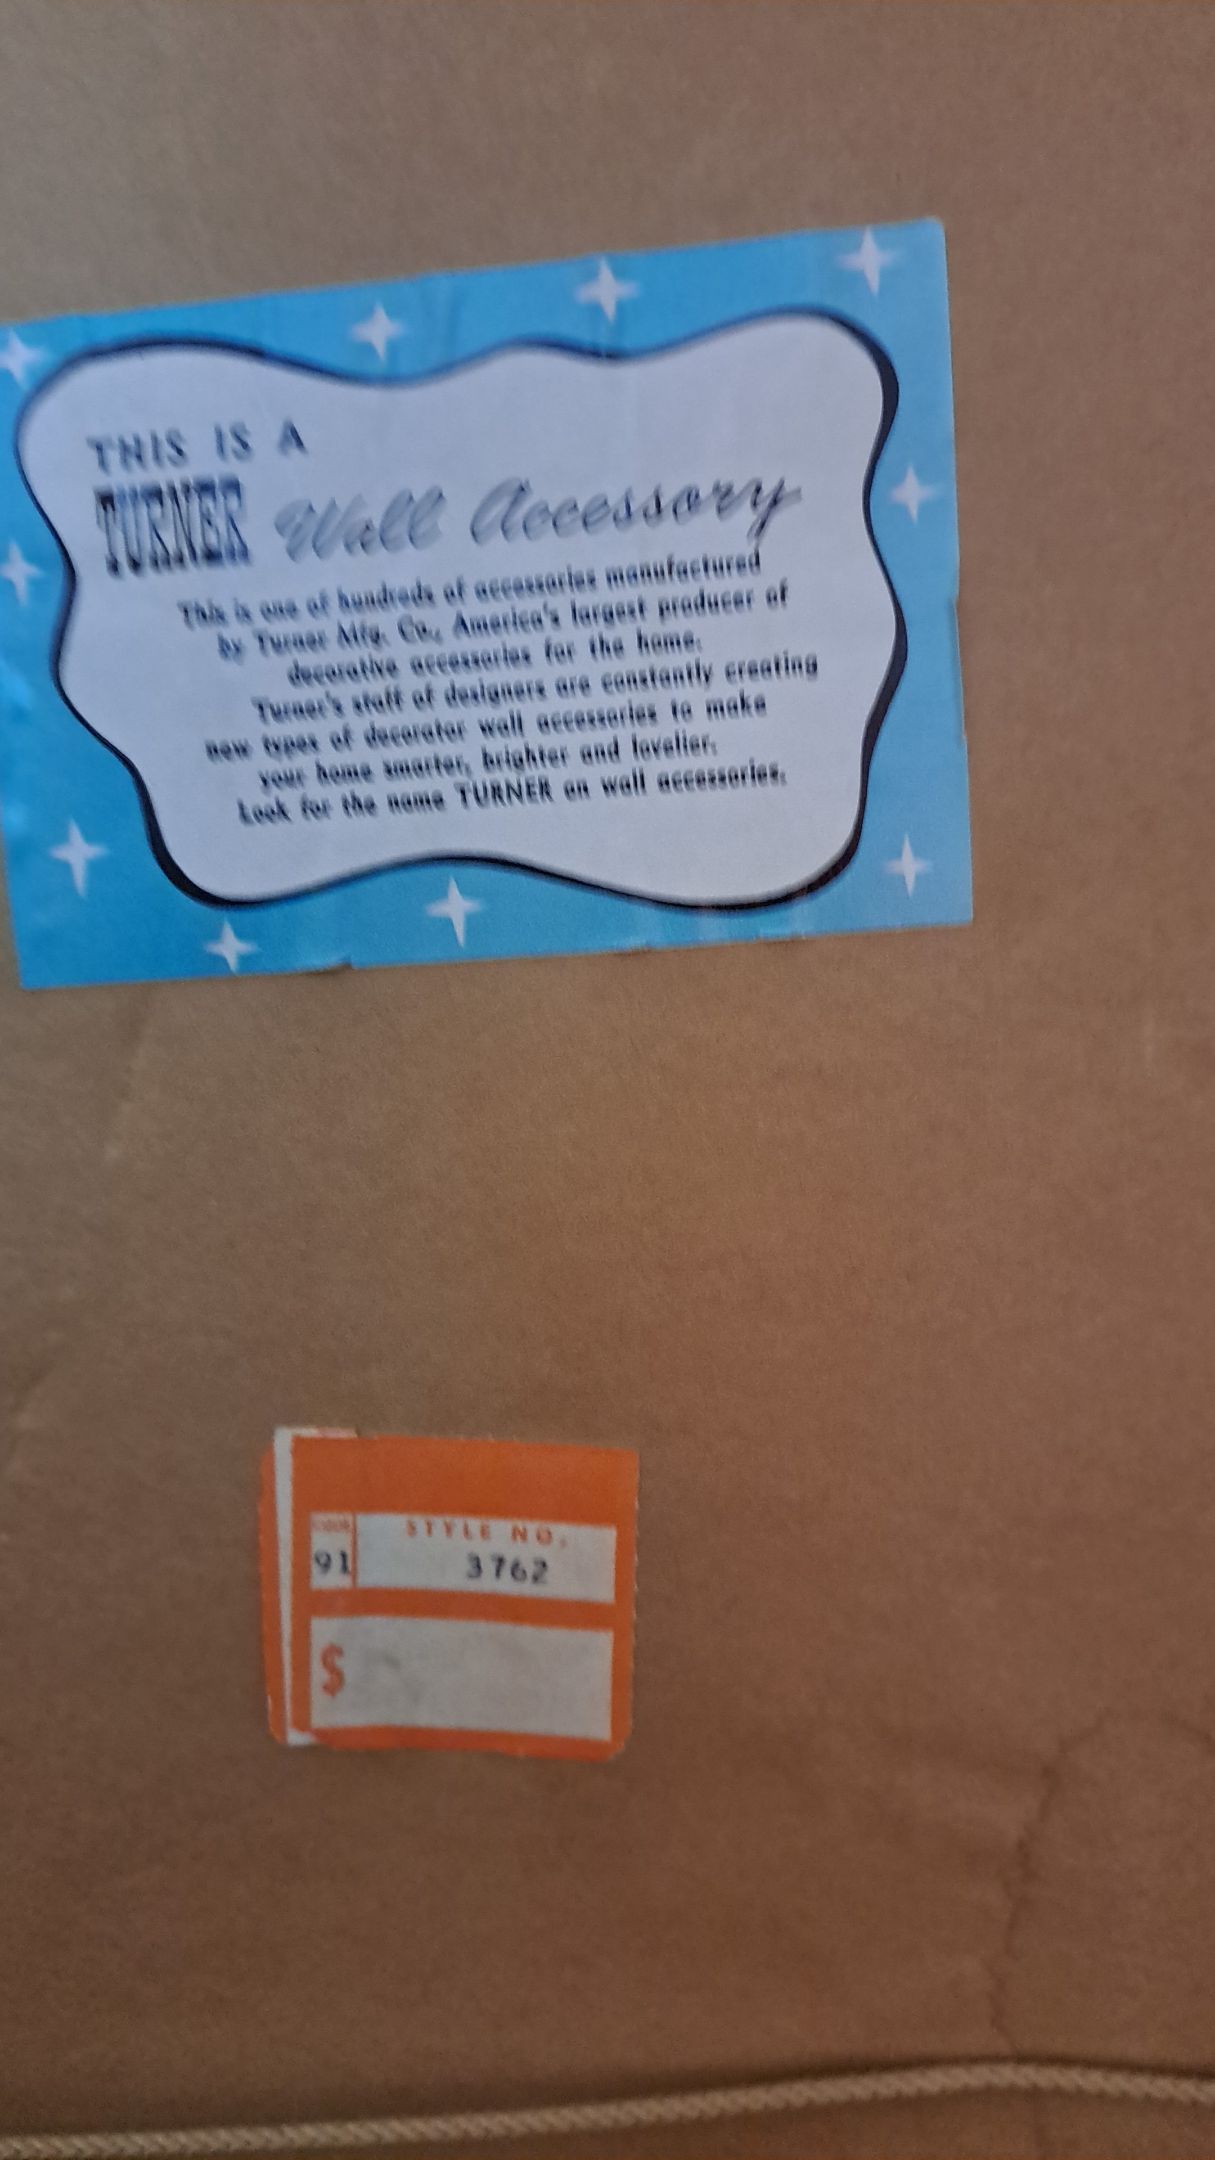 THIS IS A
TURNER Wall Accessory
This is one of hundreds of accessories manufactured
by Turner Mfg. Co., America's largest producer of
decorative accessories for the home.
Turner's staff of designers are constantly creating
new types of decorator wall accessories to make
your home smarter, brighter and lovelier.
Look for the name TURNER on wall accessories.
CODE STYLE NO.
91 3762
$